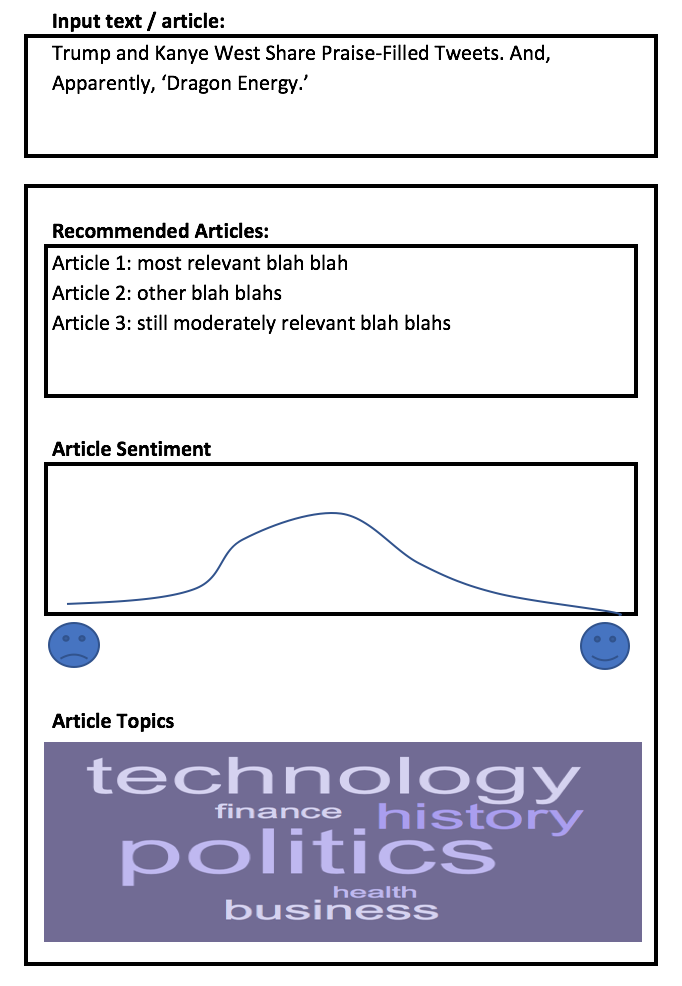 Input text / article:
Trump and Kanye West Share Praise-Filled Tweets. And,
Apparently, ‘Dragon Energy.’
Recommended Articles:
Article 1: most relevant blah blah
Article 2: other blah blahs
Article 3: still moderately relevant blah blahs
Article Sentiment
Article Topics
technology
finance history
politics
health
business